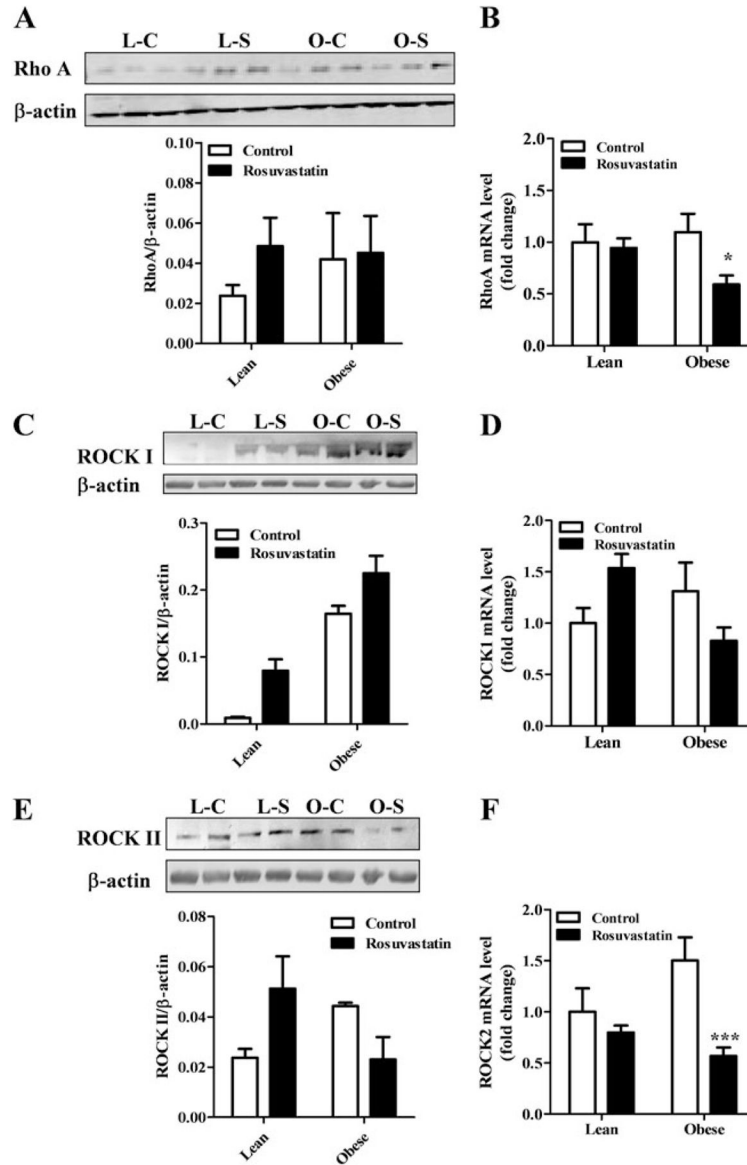 A
L-C L-S O-C O-S
Rho A
β-actin
Control
Rosuvastatin
RhoA/β-actin
0.10
0.08
0.06
0.04
0.02
0.00
Lean Obese
B
Control
Rosuvastatin
RhoA mRNA level
(fold change)
2.0
1.5
1.0
0.5
0.0
*
Lean Obese
C
L-C L-S O-C O-S
ROCK I
β-actin
Control
Rosuvastatin
ROCK I/β-actin
0.3
0.2
0.1
0.0
Lean Obese
D
Control
Rosuvastatin
ROCK1 mRNA level
(fold change)
2.0
1.5
1.0
0.5
0.0
Lean Obese
E
L-C L-S O-C O-S
ROCK II
β-actin
Control
Rosuvastatin
ROCK II/β-actin
0.08
0.06
0.04
0.02
0.00
Lean Obese
F
Control
Rosuvastatin
ROCK2 mRNA level
(fold change)
2.0
1.5
1.0
0.5
0.0
***
Lean Obese